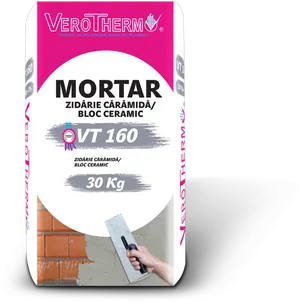 VEROTHERM
MORTAR
ZIDĂRIE CĂRĂMIDĂ/
BLOC CERAMIC
VT 160
ZIDĂRIE CĂRĂMIDĂ/
BLOC CERAMIC
30 Kg
VEROTHERM